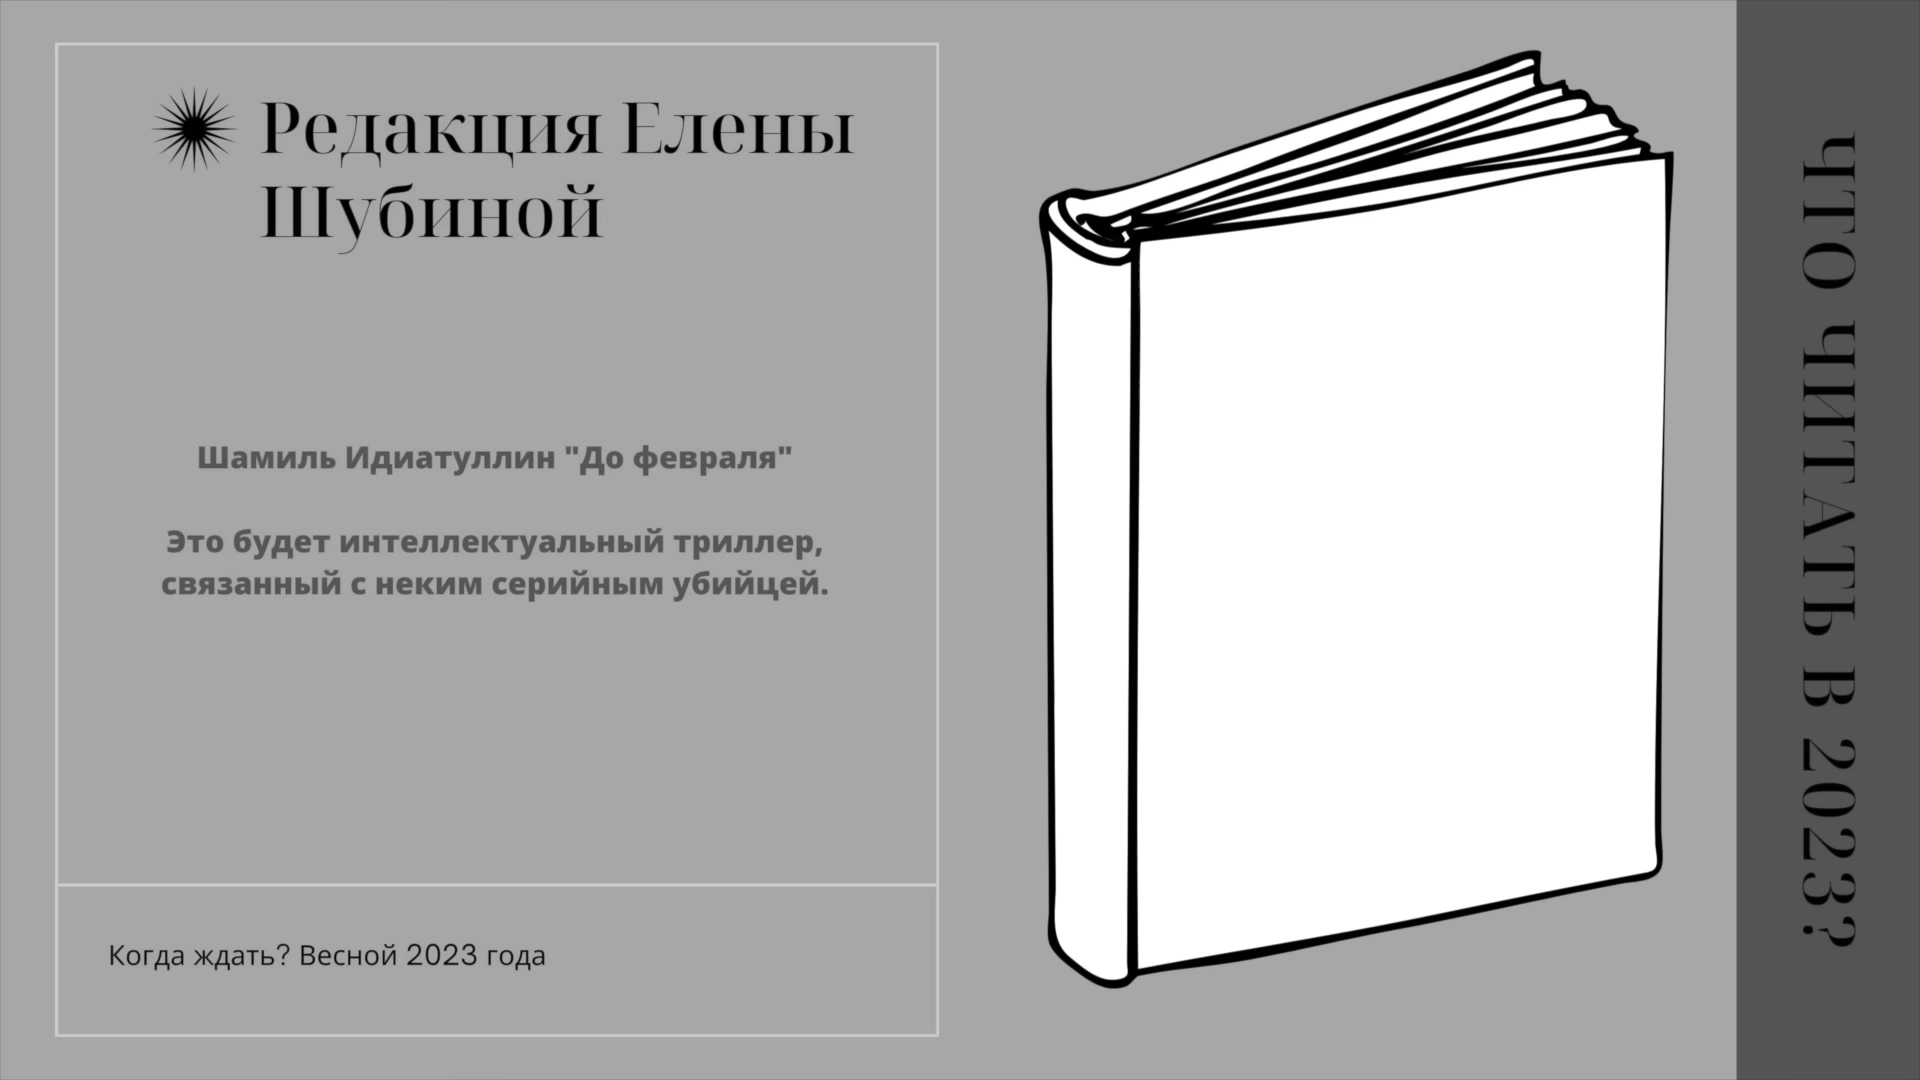 Редакция Елены
Шубиной
Шамиль Идиатуллин "До февраля"
Это будет интеллектуальный триллер,
связанный с неким серийным убийцей.
Когда ждать? Весной 2023 года
ЧТО ЧИТАТЬ В 2023?